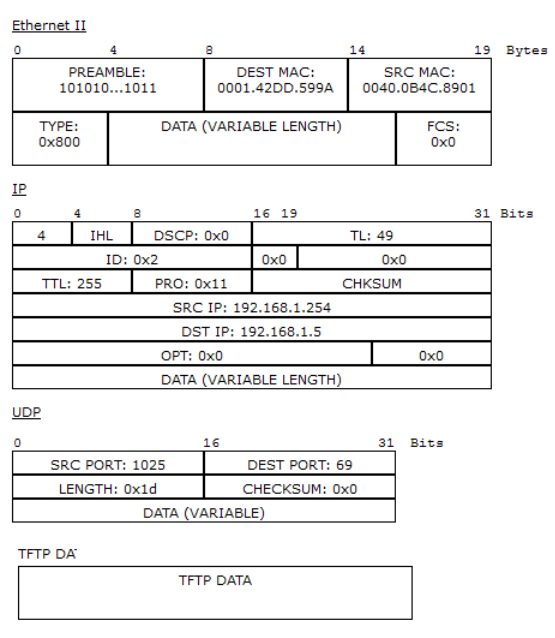 Ethernet II
0 4 8 14 19 Bytes
PREAMBLE: DEST MAC: SRC MAC:
101010...1011 0001.42DD.599A 0040.0B4C.8901
TYPE: DATA (VARIABLE LENGTH) FCS:
0x800 0x0
IP
0 4 8 16 19 31 Bits
4 IHL DSCP: 0x0 TL: 49
ID: 0x2 0x0 0x0
TTL: 255 PRO: 0x11 CHKSUM
SRC IP: 192.168.1.254
DST IP: 192.168.1.5
OPT: 0x0 0x0
DATA (VARIABLE LENGTH)
UDP
0 16 31 Bits
SRC PORT: 1025 DEST PORT: 69
LENGTH: 0x1d CHECKSUM: 0x0
DATA (VARIABLE)
TFTP DA
TFTP DATA